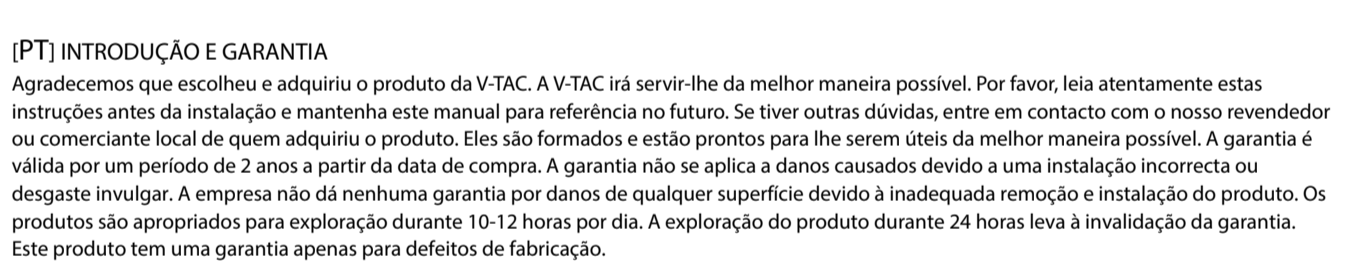 [PT] INTRODUÇÃO E GARANTIA
Agradecemos que escolheu e adquiriu o produto da V-TAC. A V-TAC irá servir-lhe da melhor maneira possível. Por favor, leia atentamente estas
instruções antes da instalação e mantenha este manual para referência no futuro. Se tiver outras dúvidas, entre em contacto com o nosso revendedor
ou comerciante local de quem adquiriu o produto. Eles são formados e estão prontos para lhe serem úteis da melhor maneira possível. A garantia é
válida por um período de 2 anos a partir da data de compra. A garantia não se aplica a danos causados devido a uma instalação incorrecta ou
desgaste invulgar. A empresa não dá nenhuma garantia por danos de qualquer superfície devido à inadequada remoção e instalação do produto. Os
produtos são apropriados para exploração durante 10-12 horas por dia. A exploração do produto durante 24 horas leva à invalidação da garantia.
Este produto tem uma garantia apenas para defeitos de fabricação.